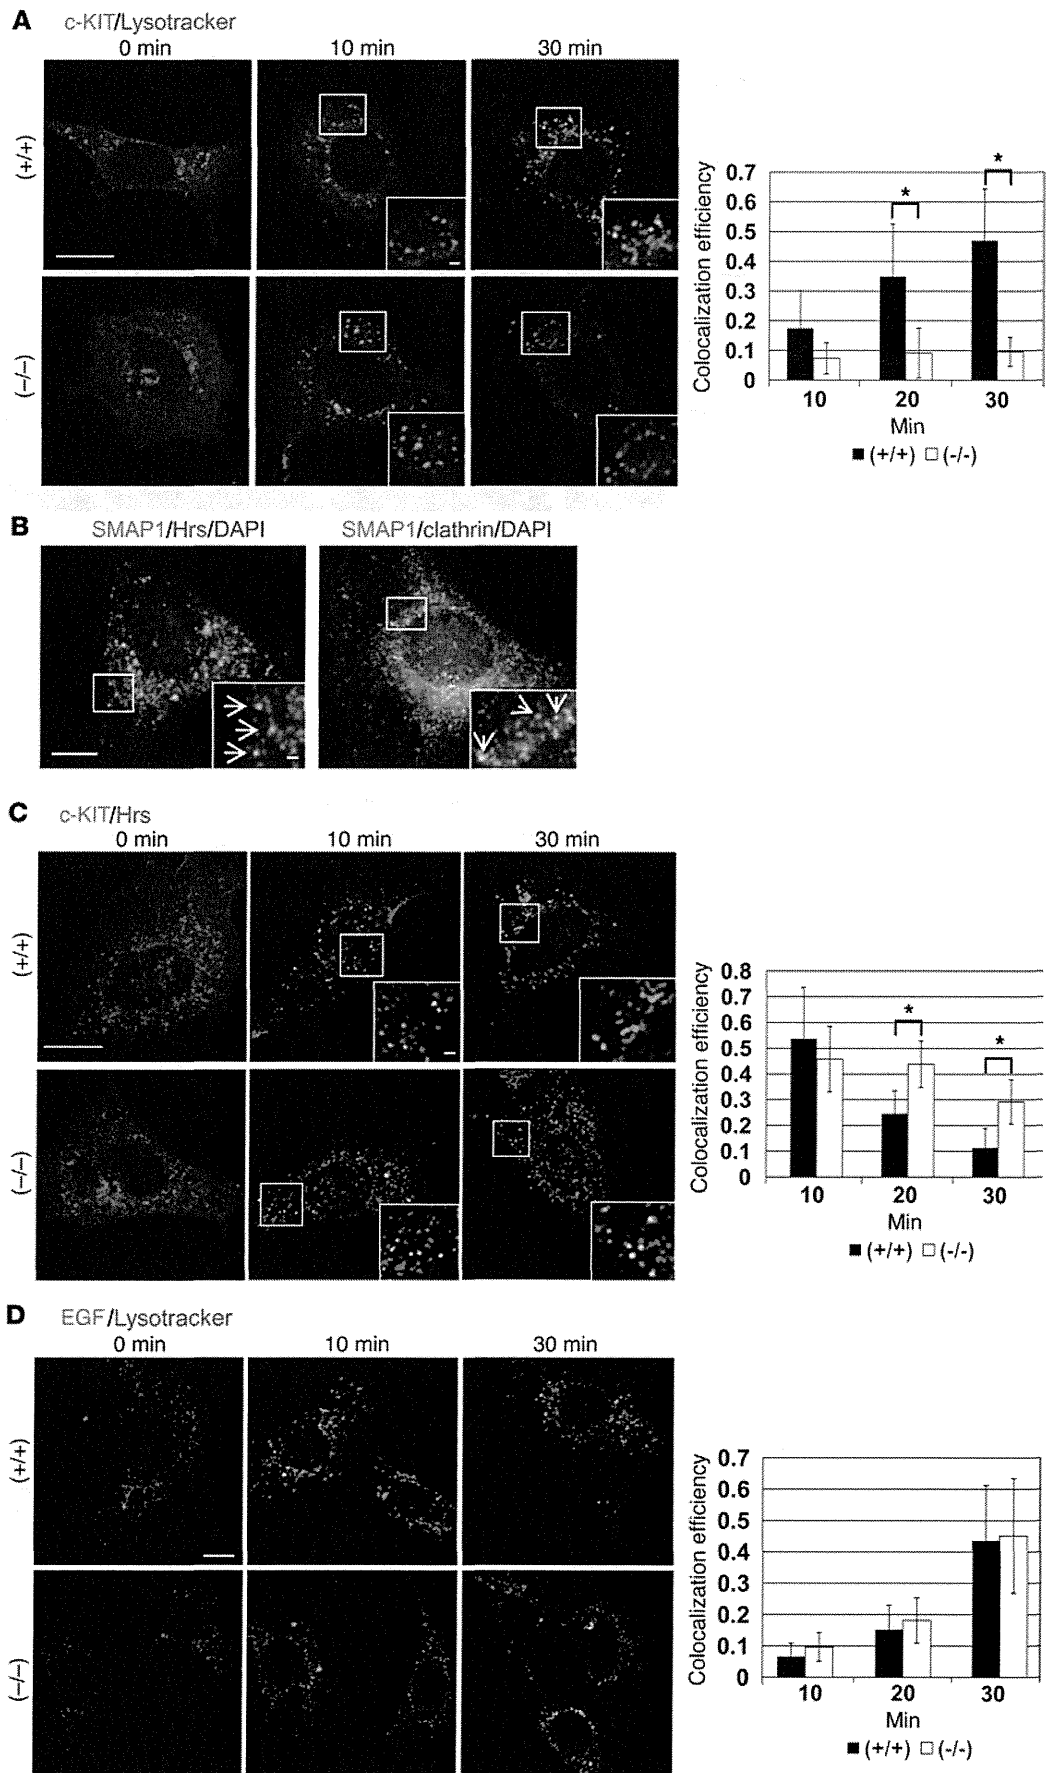 A c-KIT/Lysotracker
0 min 10 min 30 min
(+/+)
(−/−)
Colocalization efficiency
0.7
0.6
0.5
0.4
0.3
0.2
0.1
0
* *
10 20 30
Min
■ (+/+) □ (-/-)
B SMAP1/Hrs/DAPI SMAP1/clathrin/DAPI
C c-KIT/Hrs
0 min 10 min 30 min
(+/+)
(−/−)
Colocalization efficiency
0.8
0.7
0.6
0.5
0.4
0.3
0.2
0.1
0
* *
10 20 30
Min
■ (+/+) □ (-/-)
D EGF/Lysotracker
0 min 10 min 30 min
(+/+)
(−/−)
Colocalization efficiency
0.7
0.6
0.5
0.4
0.3
0.2
0.1
0
10 20 30
Min
■ (+/+) □ (-/-)